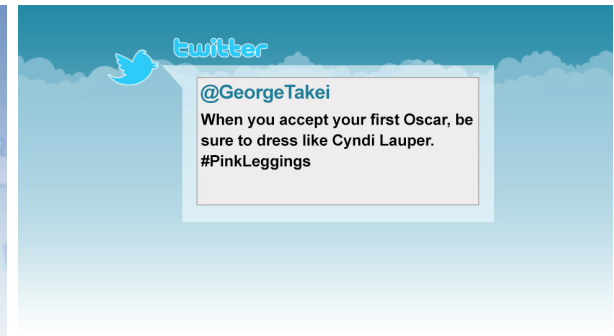 twitter
@GeorgeTakei
When you accept your first Oscar, be
sure to dress like Cyndi Lauper.
#PinkLeggings